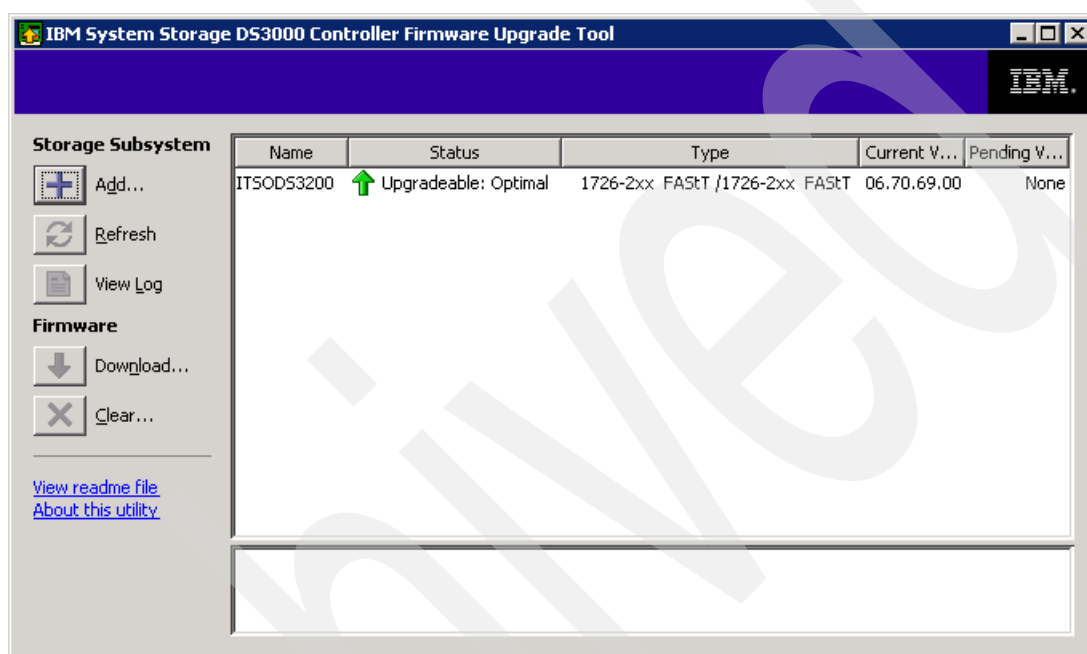 IBM System Storage DS3000 Controller Firmware Upgrade Tool
IBM.
Storage Subsystem
Add...
Refresh
View Log
Firmware
Download...
Clear...
View readme file
About this utility
Name Status Type Current V... Pending V...
ITSODS3200 Upgradeable: Optimal 1726-2xx FAStT /1726-2xx FAStT 06.70.69.00 None
hived